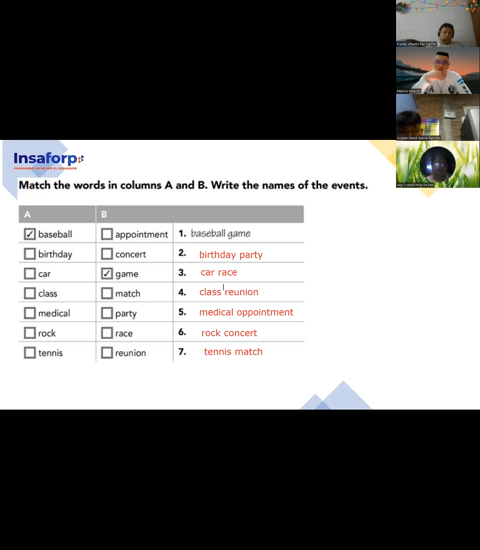 Insaforp
Match the words in columns A and B. Write the names of the events.
A B
baseball appointment 1. baseball game
birthday concert 2. birthday party
car game 3. car race
class match 4. class reunion
medical party 5. medical oppointment
rock race 6. rock concert
tennis reunion 7. tennis match